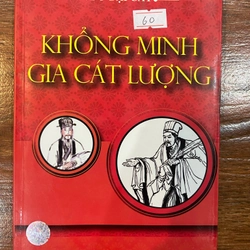 60
KHỔNG MINH
GIA CÁT LƯỢNG